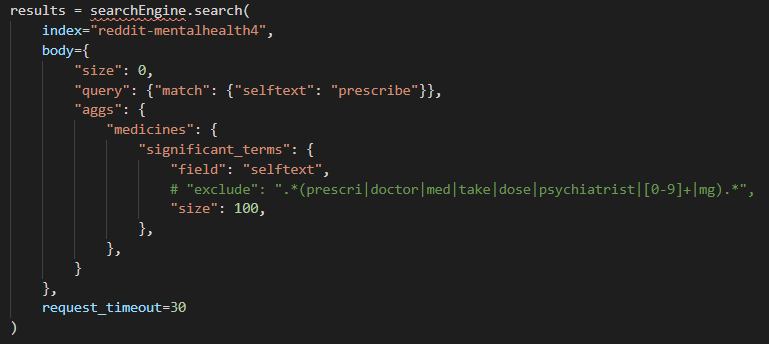 results = searchEngine.search(
    index="reddit-mentalhealth4",
    body={
        "size": 0,
        "query": {"match": {"selftext": "prescribe"}},
        "aggs": {
            "medicines": {
                "significant_terms": {
                    "field": "selftext",
                    # "exclude": ".*(prescri|doctor|med|take|dose|psychiatrist|[0-9]+|mg).*",
                    "size": 100,
                },
            },
        }
    },
    request_timeout=30
)